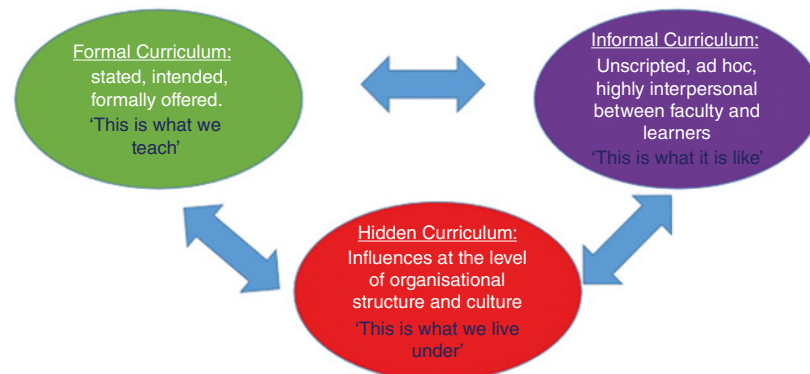 Formal Curriculum:
stated, intended,
formally offered.
‘This is what we
teach’
Informal Curriculum:
Unscripted, ad hoc,
highly interpersonal
between faculty and
learners
‘This is what it is like’
Hidden Curriculum:
Influences at the level
of organisational
structure and culture
‘This is what we live
under’